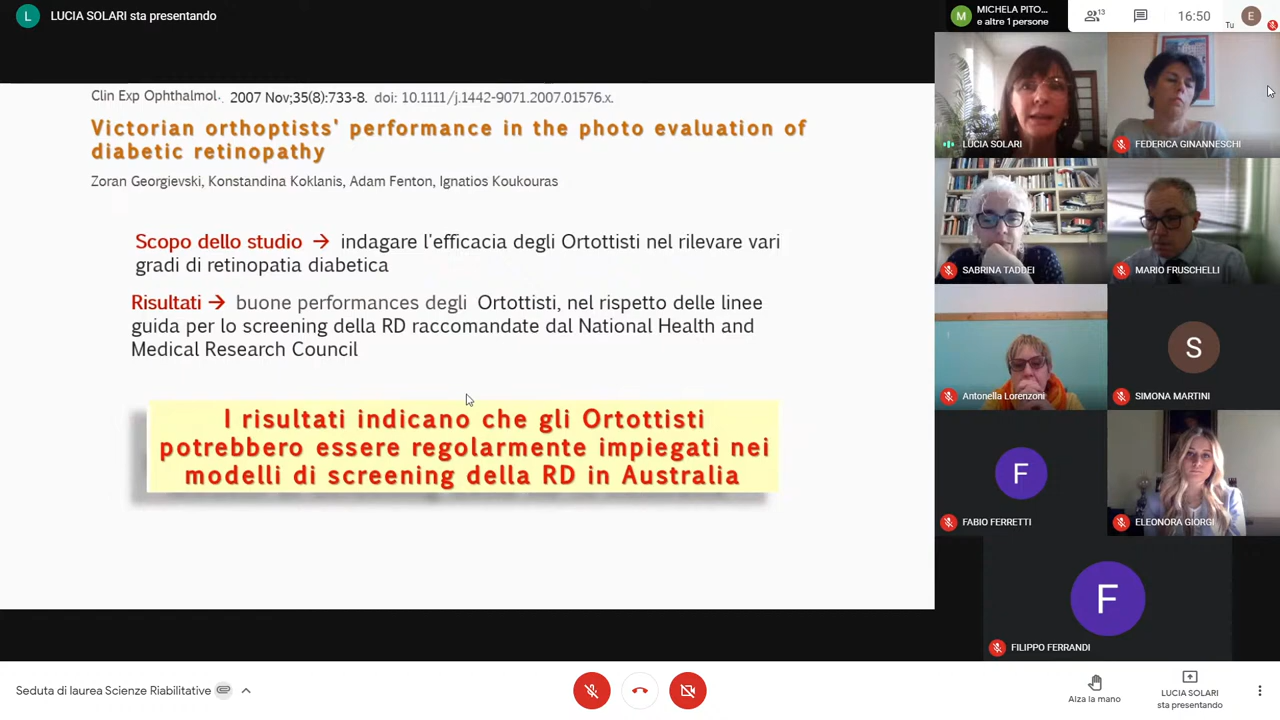 L LUCIA SOLARI sta presentando
M MICHELA PITO...
e altre 1 persone
13
16:50
Tu
E
Clin Exp Ophthalmol. 2007 Nov;35(8):733-8. doi: 10.1111/j.1442-9071.2007.01576.x.
Victorian orthoptists' performance in the photo evaluation of
diabetic retinopathy
Zoran Georgievski, Konstandina Koklanis, Adam Fenton, Ignatios Koukouras
Scopo dello studio → indagare l'efficacia degli Ortottisti nel rilevare vari
gradi di retinopatia diabetica
Risultati → buone performances degli Ortottisti, nel rispetto delle linee
guida per lo screening della RD raccomandate dal National Health and
Medical Research Council
I risultati indicano che gli Ortottisti
potrebbero essere regolarmente impiegati nei
modelli di screening della RD in Australia
LUCIA SOLARI
FEDERICA GINANNESCHI
SABRINA TADDEI
MARIO FRUSCHELLI
Antonella Lorenzoni
S
SIMONA MARTINI
F
FABIO FERRETTI
ELEONORA GIORGI
F
FILIPPO FERRANDI
Seduta di laurea Scienze Riabilitative
Alza la mano
LUCIA SOLARI
sta presentando